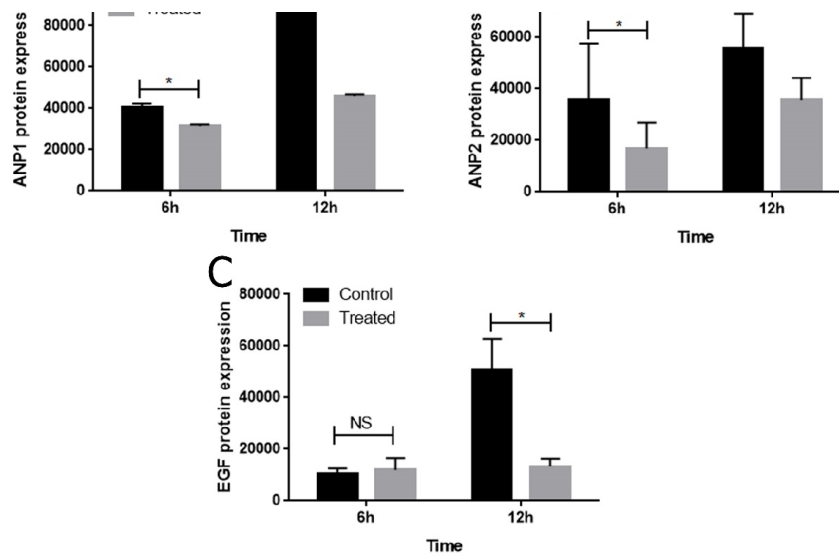 80000
60000
40000
20000
0
ANP1 protein express
*
6h
12h
Time
60000
40000
20000
0
ANP2 protein express
*
6h
12h
Time
C
80000
60000
40000
20000
0
EGF protein expression
Control
Treated
NS
*
6h
12h
Time